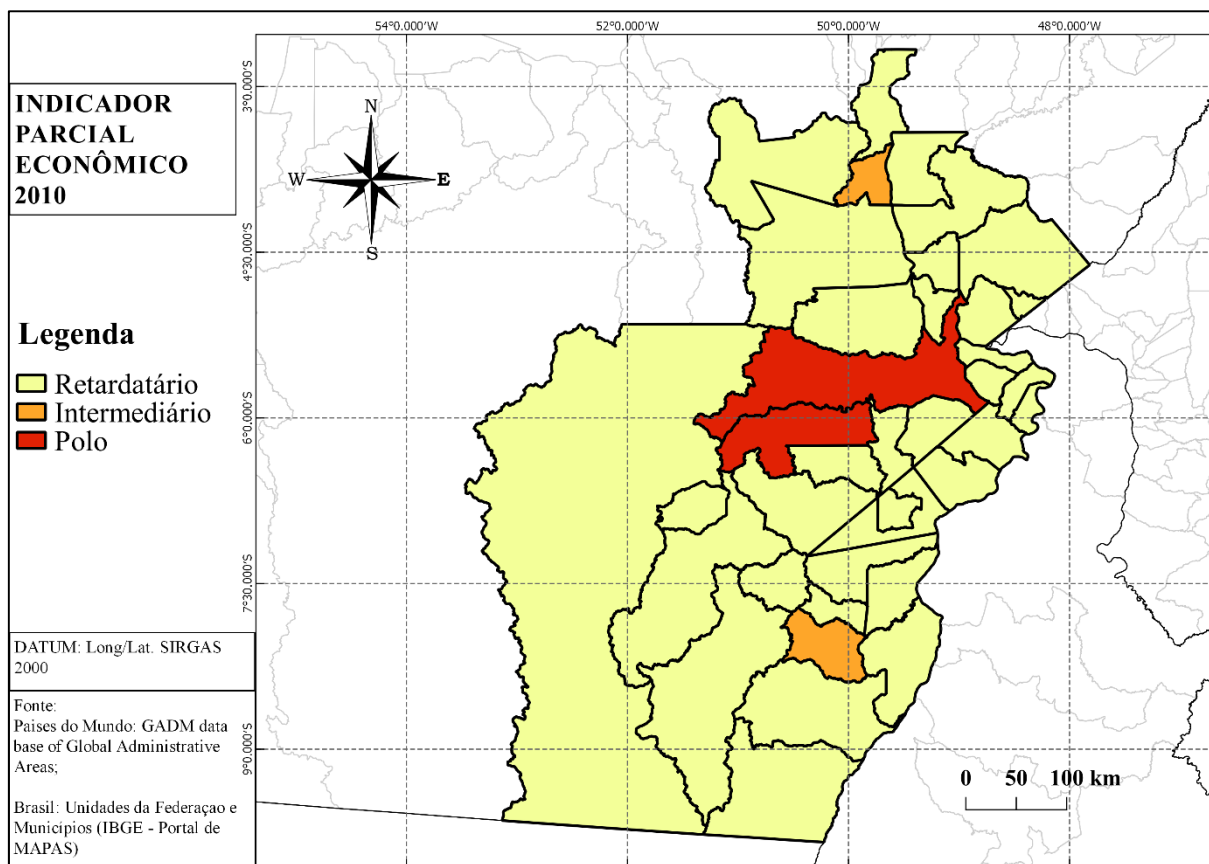 54°0.000'W 52°0.000'W 50°0.000'W 48°0.000'W
INDICADOR
PARCIAL
ECONÔMICO
2010
N
W E
S
Legenda
Retardatário
Intermediário
Polo
3°0.000'S
4°30.000'S
6°0.000'S
7°30.000'S
9°0.000'S
DATUM: Long/Lat. SIRGAS
2000
Fonte:
Paises do Mundo: GADM data
base of Global Administrative
Areas;
Brasil: Unidades da Federaçao e
Municípios (IBGE - Portal de
MAPAS)
0 50 100 km